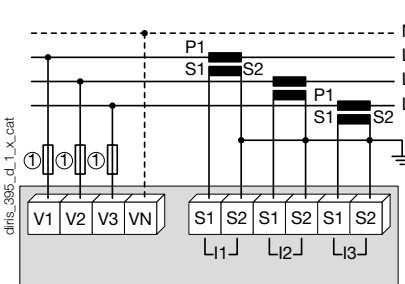 N
P1
L
S1 S2
L
P1
L
S1 S2
① ① ①
diris_395_d_1_x_cat
V1 V2 V3 VN S1 S2 S1 S2 S1 S2
I1 I2 I3